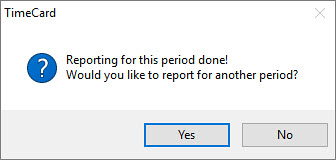 TimeCard
Reporting for this period done!
Would you like to report for another period?
Yes
No